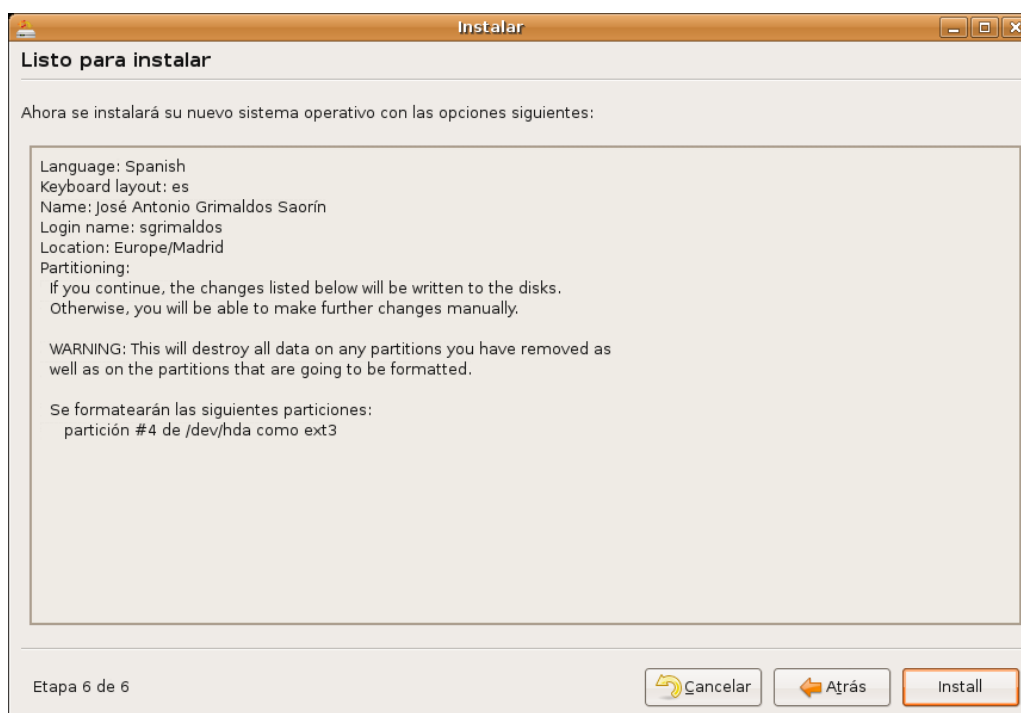 Instalar
Listo para instalar
Ahora se instalará su nuevo sistema operativo con las opciones siguientes:
Language: Spanish
Keyboard layout: es
Name: José Antonio Grimaldos Saorín
Login name: sgrimaldos
Location: Europe/Madrid
Partitioning:
If you continue, the changes listed below will be written to the disks.
Otherwise, you will be able to make further changes manually.
WARNING: This will destroy all data on any partitions you have removed as
well as on the partitions that are going to be formatted.
Se formatearán las siguientes particiones:
partición #4 de /dev/hda como ext3
Etapa 6 de 6
Cancelar
Atrás
Install